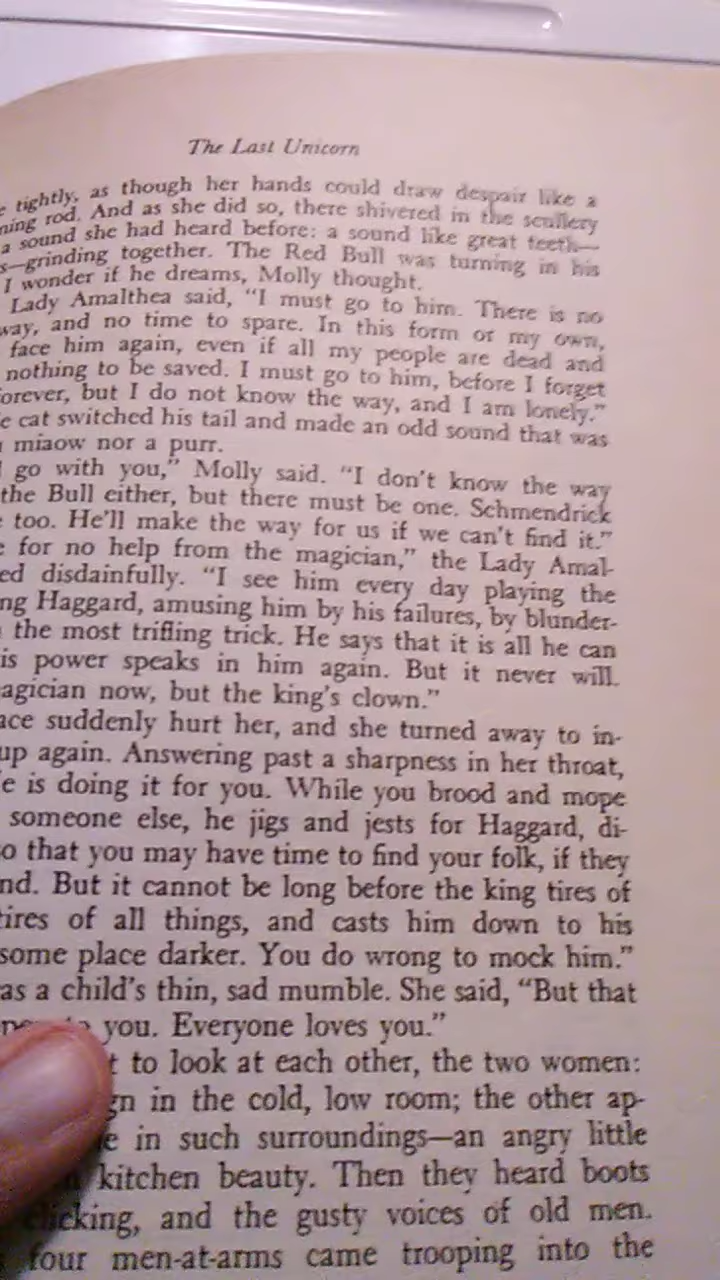 The Last Unicorn
tightly, as though her hands could draw despair like a
ning rod. And as she did so, there shivered in the scullery
a sound she had heard before: a sound like great teeth—
s—grinding together. The Red Bull was turning in his
I wonder if he dreams, Molly thought.
Lady Amalthea said, "I must go to him. There is no
way, and no time to spare. In this form or my own,
face him again, even if all my people are dead and
nothing to be saved. I must go to him, before I forget
orever, but I do not know the way, and I am lonely."
e cat switched his tail and made an odd sound that was
miaow nor a purr.
go with you," Molly said. "I don't know the way
the Bull either, but there must be one. Schmendrick
too. He'll make the way for us if we can't find it."
for no help from the magician," the Lady Amal-
ed disdainfully. "I see him every day playing the
ng Haggard, amusing him by his failures, by blunder-
the most trifling trick. He says that it is all he can
is power speaks in him again. But it never will.
agician now, but the king's clown."
ace suddenly hurt her, and she turned away to in-
up again. Answering past a sharpness in her throat,
e is doing it for you. While you brood and mope
someone else, he jigs and jests for Haggard, di-
so that you may have time to find your folk, if they
nd. But it cannot be long before the king tires of
tires of all things, and casts him down to his
some place darker. You do wrong to mock him."
as a child's thin, sad mumble. She said, "But that
you. Everyone loves you."
t to look at each other, the two women:
gn in the cold, low room; the other ap-
e in such surroundings—an angry little
kitchen beauty. Then they heard boots
licking, and the gusty voices of old men.
four men-at-arms came trooping into the